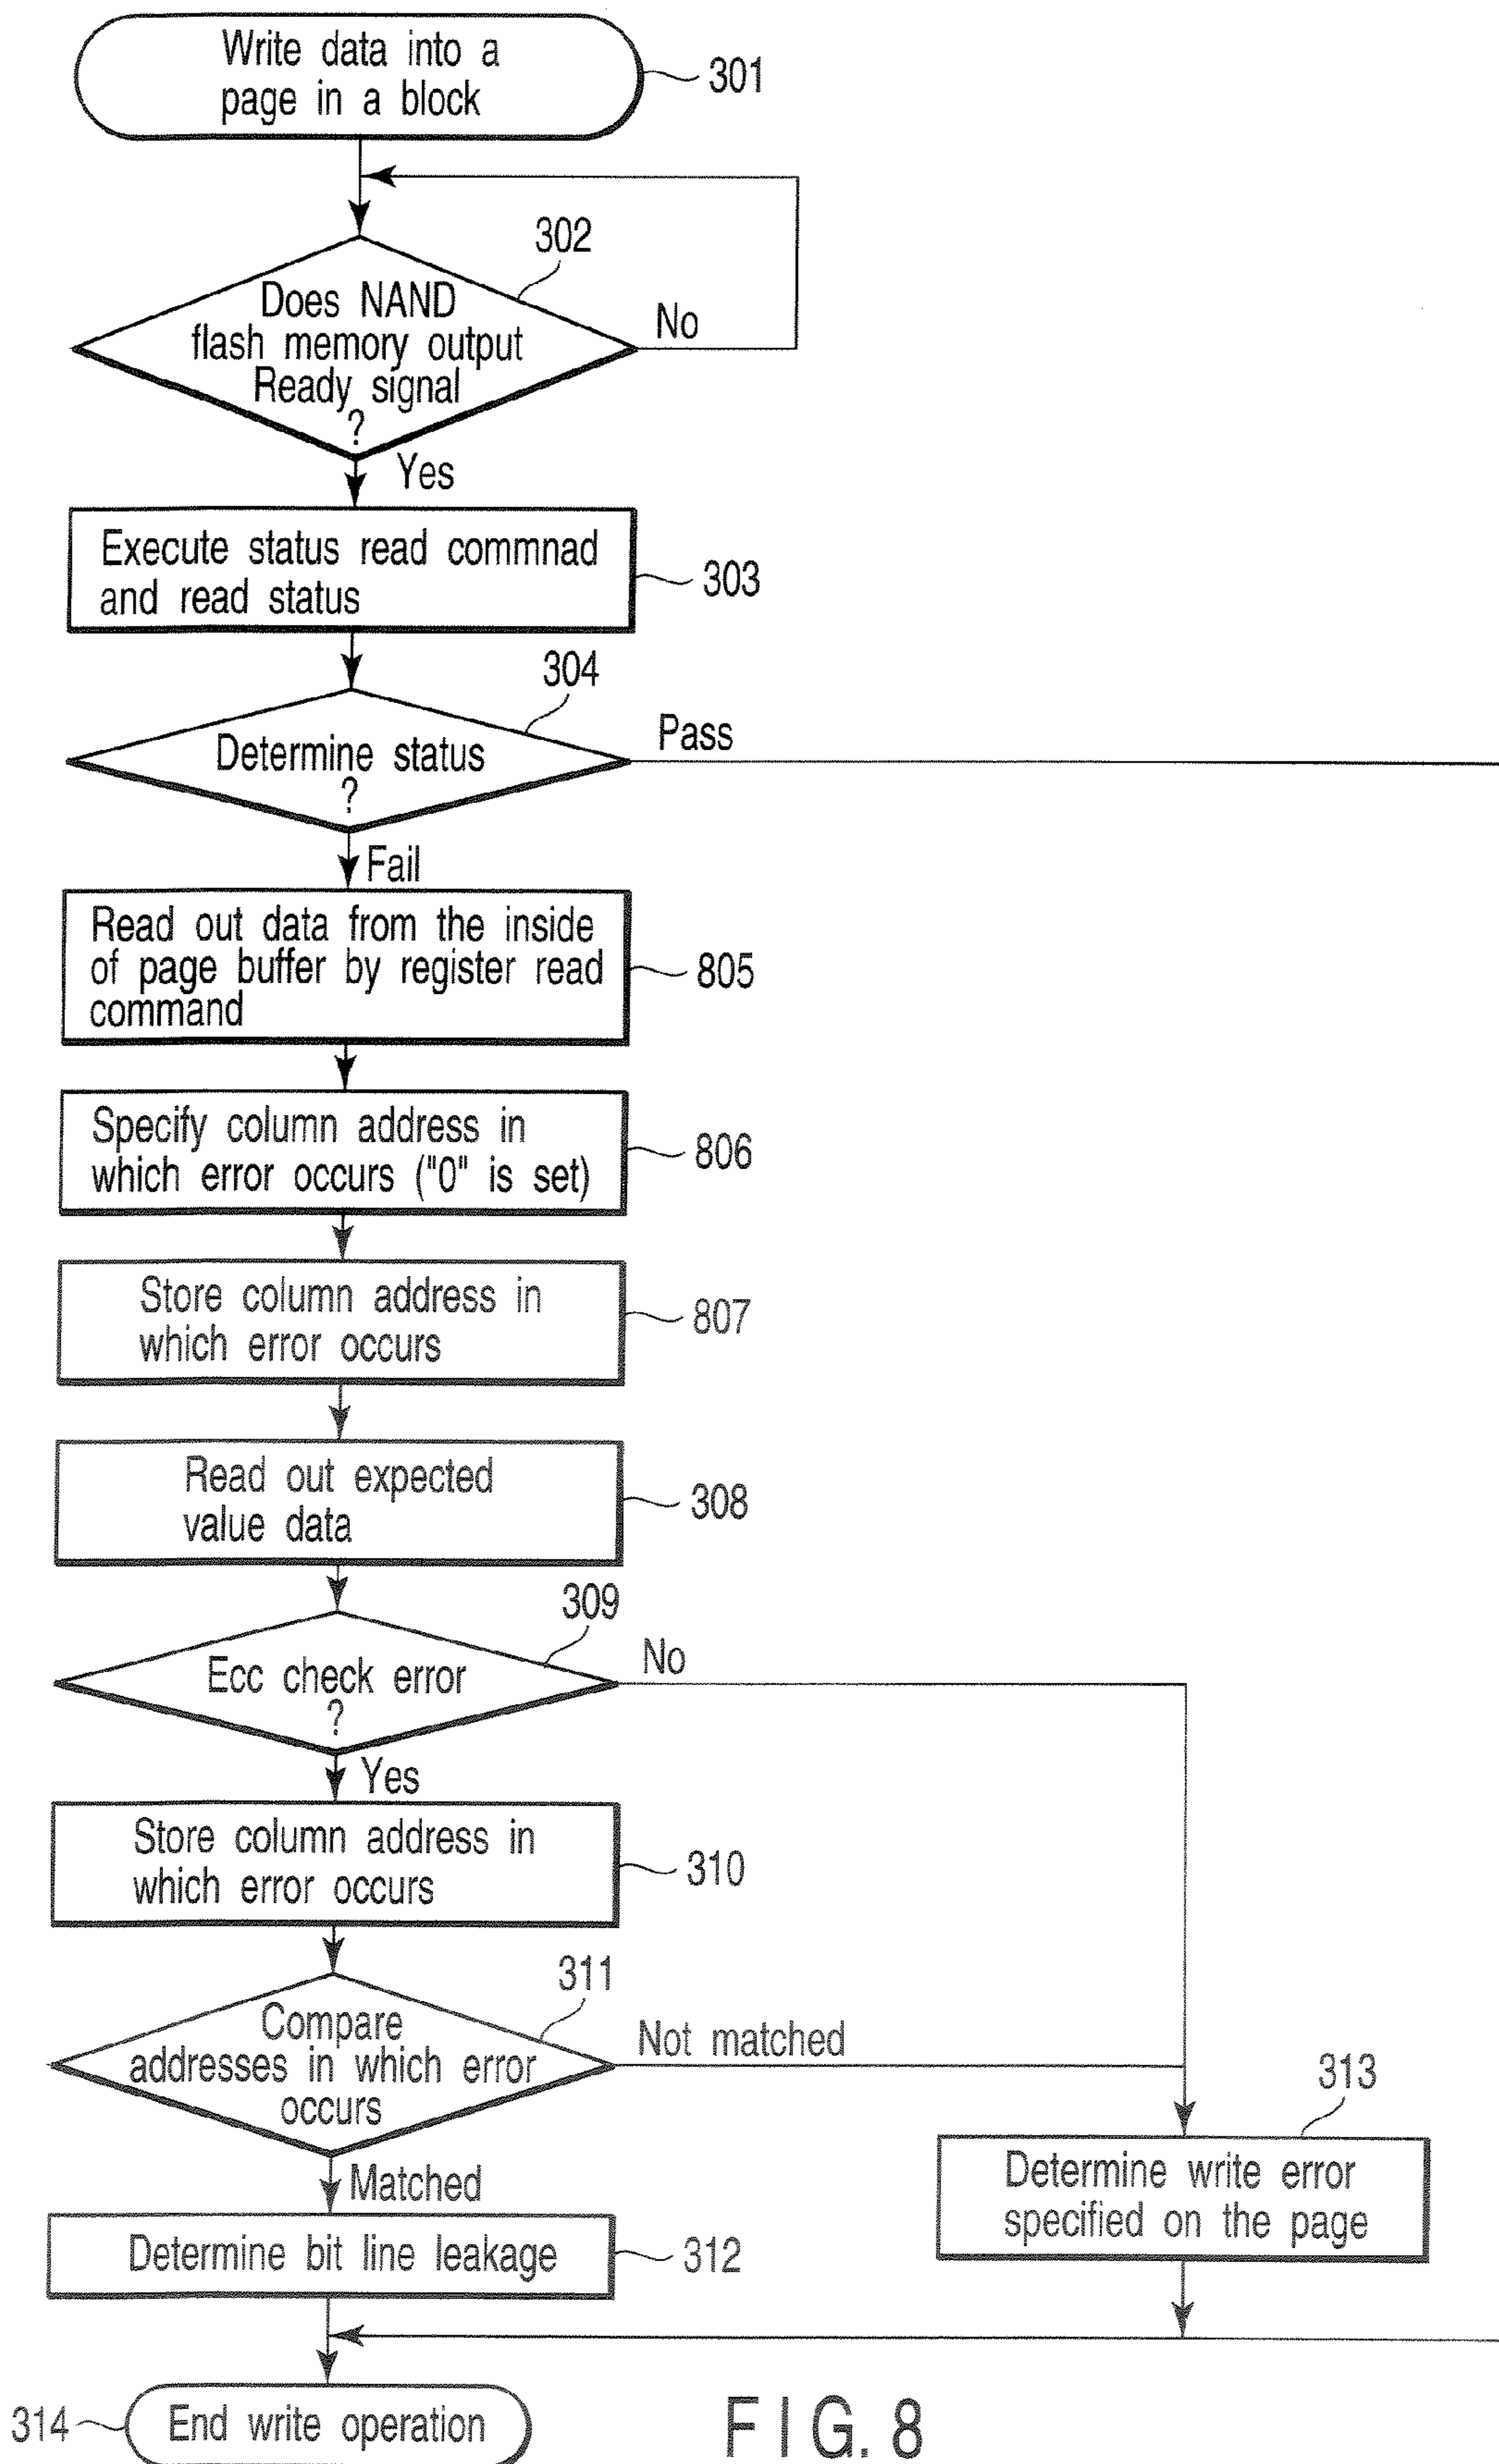 Write data into a
page in a block
301
302
Does NAND
flash memory output
Ready signal
?
No
Yes
Execute status read commnad
and read status
303
304
Determine status
?
Pass
Fail
Read out data from the inside
of page buffer by register read
command
805
Specify column address in
which error occurs ("0" is set)
806
Store column address in
which error occurs
807
Read out expected
value data
308
309
Ecc check error
?
No
Yes
Store column address in
which error occurs
310
311
Compare
addresses in which error
occurs
Not matched
Matched
313
Determine write error
specified on the page
Determine bit line leakage
312
314
End write operation
FIG. 8